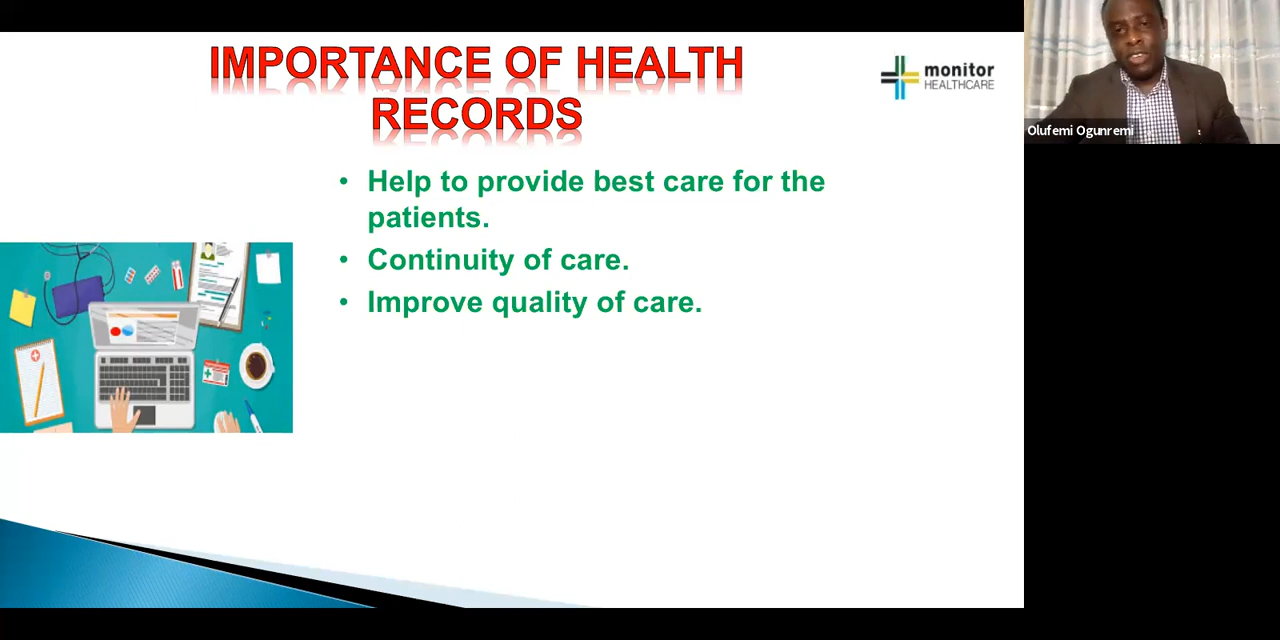 IMPORTANCE OF HEALTH
RECORDS
monitor
HEALTHCARE
Olufemi Ogunremi
• Help to provide best care for the
patients.
• Continuity of care.
• Improve quality of care.